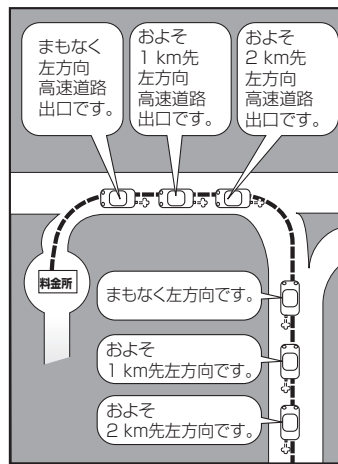 まもなく
左方向
高速道路
出口です。
およそ
1 km先
左方向
高速道路
出口です。
およそ
2 km先
左方向
高速道路
出口です。
料金所
まもなく左方向です。
およそ
1 km先左方向です。
およそ
2 km先左方向です。